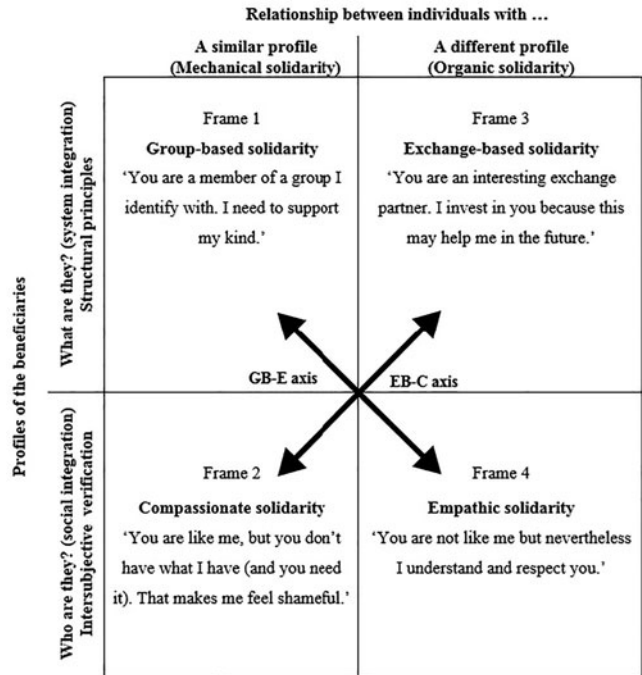 Relationship between individuals with …
A similar profile
(Mechanical solidarity)
A different profile
(Organic solidarity)
Profiles of the beneficiaries
What are they? (system integration)
Structural principles
Frame 1
Group-based solidarity
‘You are a member of a group I
identify with. I need to support
my kind.’
Frame 3
Exchange-based solidarity
‘You are an interesting exchange
partner. I invest in you because this
may help me in the future.’
GB-E axis
EB-C axis
Who are they? (social integration)
Intersubjective verification
Frame 2
Compassionate solidarity
‘You are like me, but you don’t
have what I have (and you need
it). That makes me feel shameful.’
Frame 4
Empathic solidarity
‘You are not like me but nevertheless
I understand and respect you.’